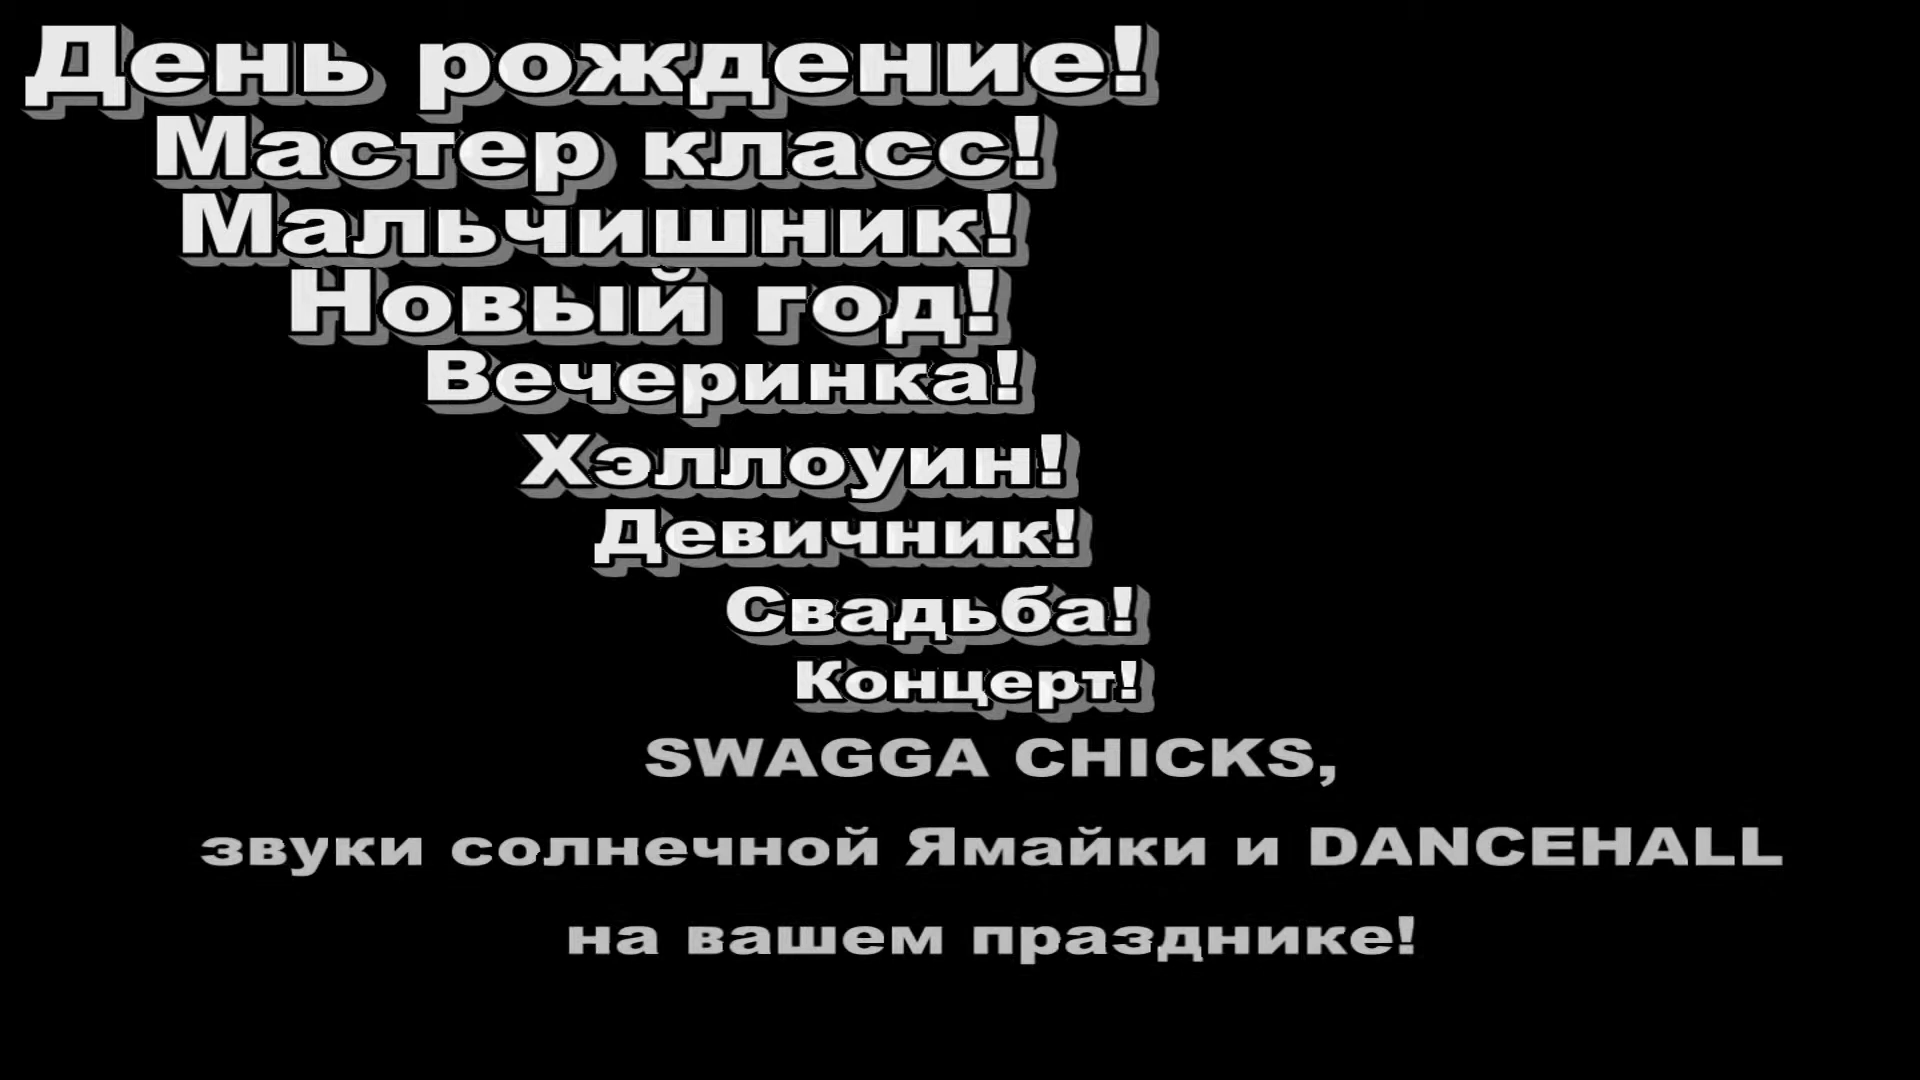 День рождение!
Мастер класс!
Мальчишник!
Новый год!
Вечеринка!
Хэллоуин!
Девичник!
Свадьба!
Концерт!
SWAGGA CHICKS,
звуки солнечной Ямайки и DANCEHALL
на вашем празднике!